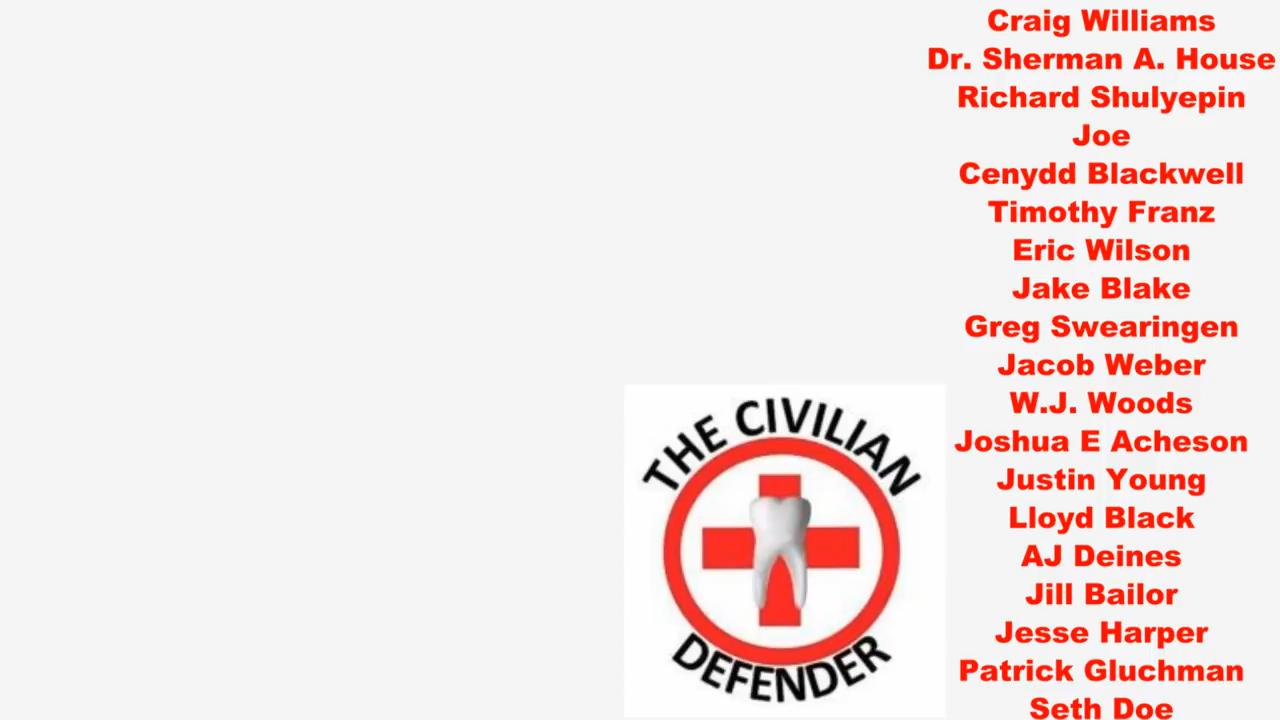 Craig Williams
Dr. Sherman A. House
Richard Shulyepin
Joe
Cenydd Blackwell
Timothy Franz
Eric Wilson
Jake Blake
Greg Swearingen
Jacob Weber
W.J. Woods
Joshua E Acheson
Justin Young
Lloyd Black
AJ Deines
Jill Bailor
Jesse Harper
Patrick Gluchman
Seth Doe
THE CIVILIAN
DEFENDER